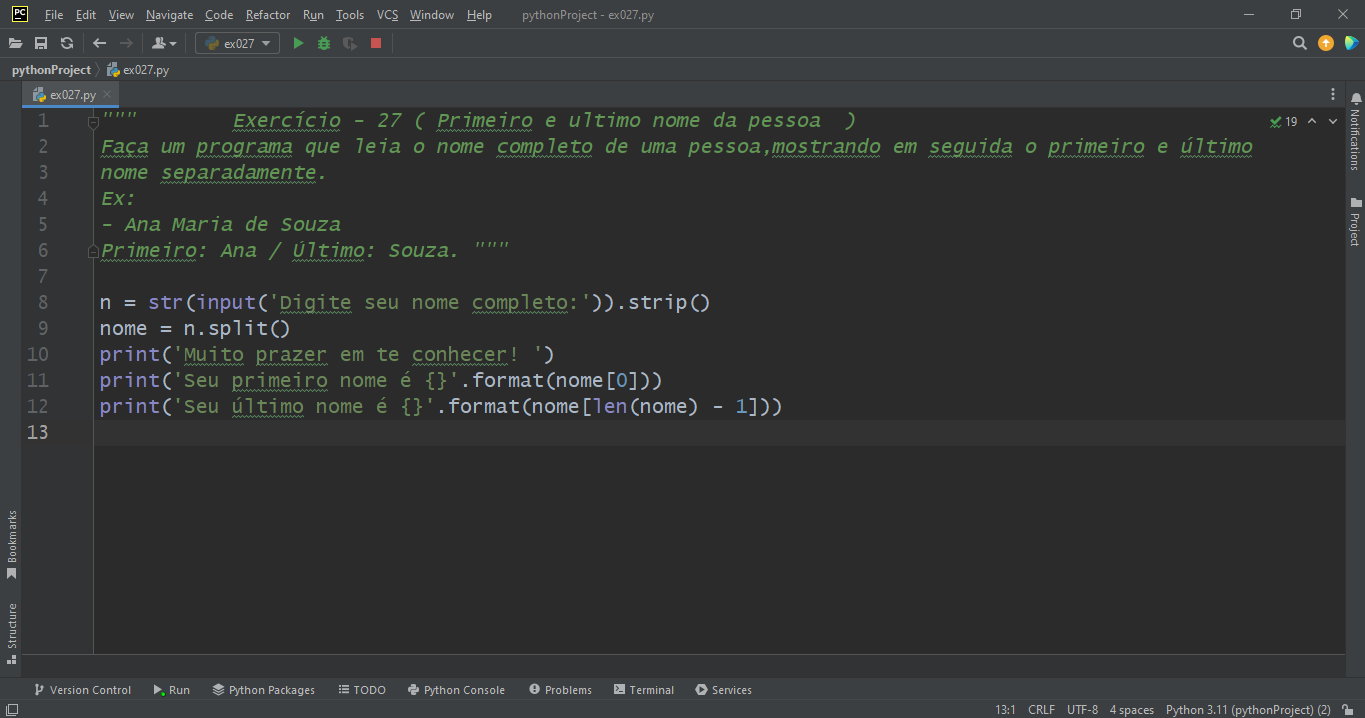 PC File Edit View Navigate Code Refactor Run Tools VCS Window Help pythonProject - ex027.py
ex027
pythonProject ex027.py
ex027.py
1 """ Exercício - 27 ( Primeiro e ultimo nome da pessoa )
19
2 Faça um programa que leia o nome completo de uma pessoa,mostrando em seguida o primeiro e último
3 nome separadamente.
4 Ex:
5 - Ana Maria de Souza
6 Primeiro: Ana / Último: Souza. """
7
8 n = str(input('Digite seu nome completo:')).strip()
9 nome = n.split()
10 print('Muito prazer em te conhecer! ')
11 print('Seu primeiro nome é {}'.format(nome[0]))
12 print('Seu último nome é {}'.format(nome[len(nome) - 1]))
13
Notifications
Project
Bookmarks
Structure
Version Control Run Python Packages TODO Python Console Problems Terminal Services
13:1 CRLF UTF-8 4 spaces Python 3.11 (pythonProject) (2)